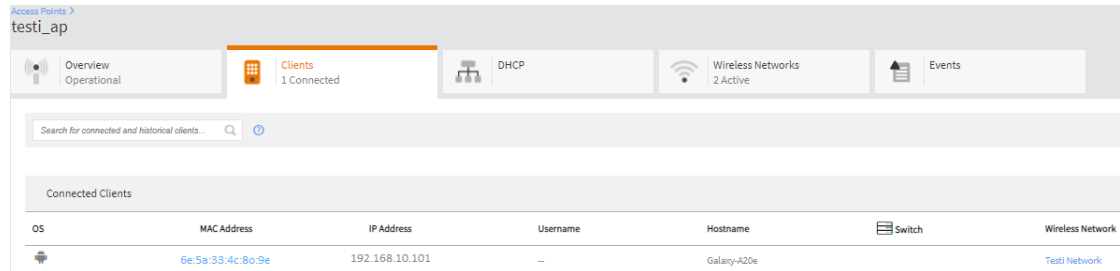 Access Points >
testi_ap
Overview
Operational
Clients
1 Connected
DHCP
Wireless Networks
2 Active
Events
Search for connected and historical clients...
Connected Clients
OS MAC Address IP Address Username Hostname Switch Wireless Network
6e:5a:33:4c:8o:9e 192.168.10.101 -- Galaxy-A20e Testi Network